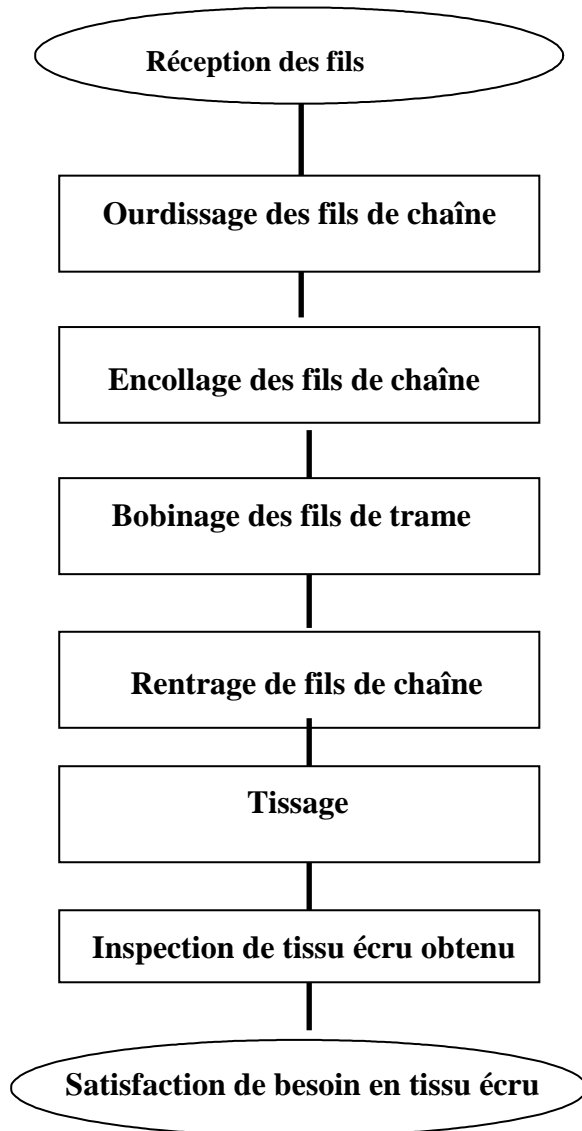 Réception des fils
Ourdissage des fils de chaîne
Encollage des fils de chaîne
Bobinage des fils de trame
Rentrage de fils de chaîne
Tissage
Inspection de tissu écru obtenu
Satisfaction de besoin en tissu écru